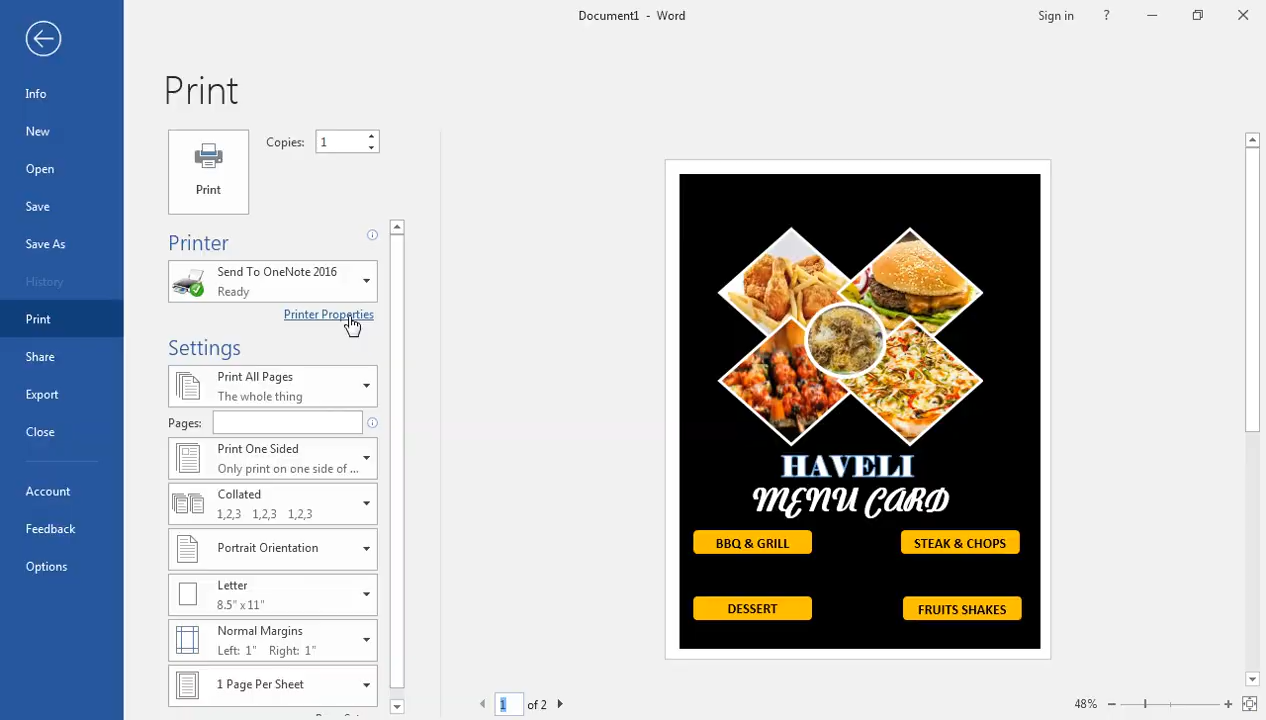 Document1 - Word
Sign in
?
Info
New
Open
Save
Save As
History
Print
Share
Export
Close
Account
Feedback
Options
Print
Print
Copies: 1
Printer
Send To OneNote 2016
Ready
Printer Properties
Settings
Print All Pages
The whole thing
Pages:
Print One Sided
Only print on one side of ...
Collated
1,2,3 1,2,3 1,2,3
Portrait Orientation
Letter
8.5" x 11"
Normal Margins
Left: 1" Right: 1"
1 Page Per Sheet
HAVELI
MENU CARD
BBQ & GRILL
STEAK & CHOPS
DESSERT
FRUITS SHAKES
1 of 2
48%